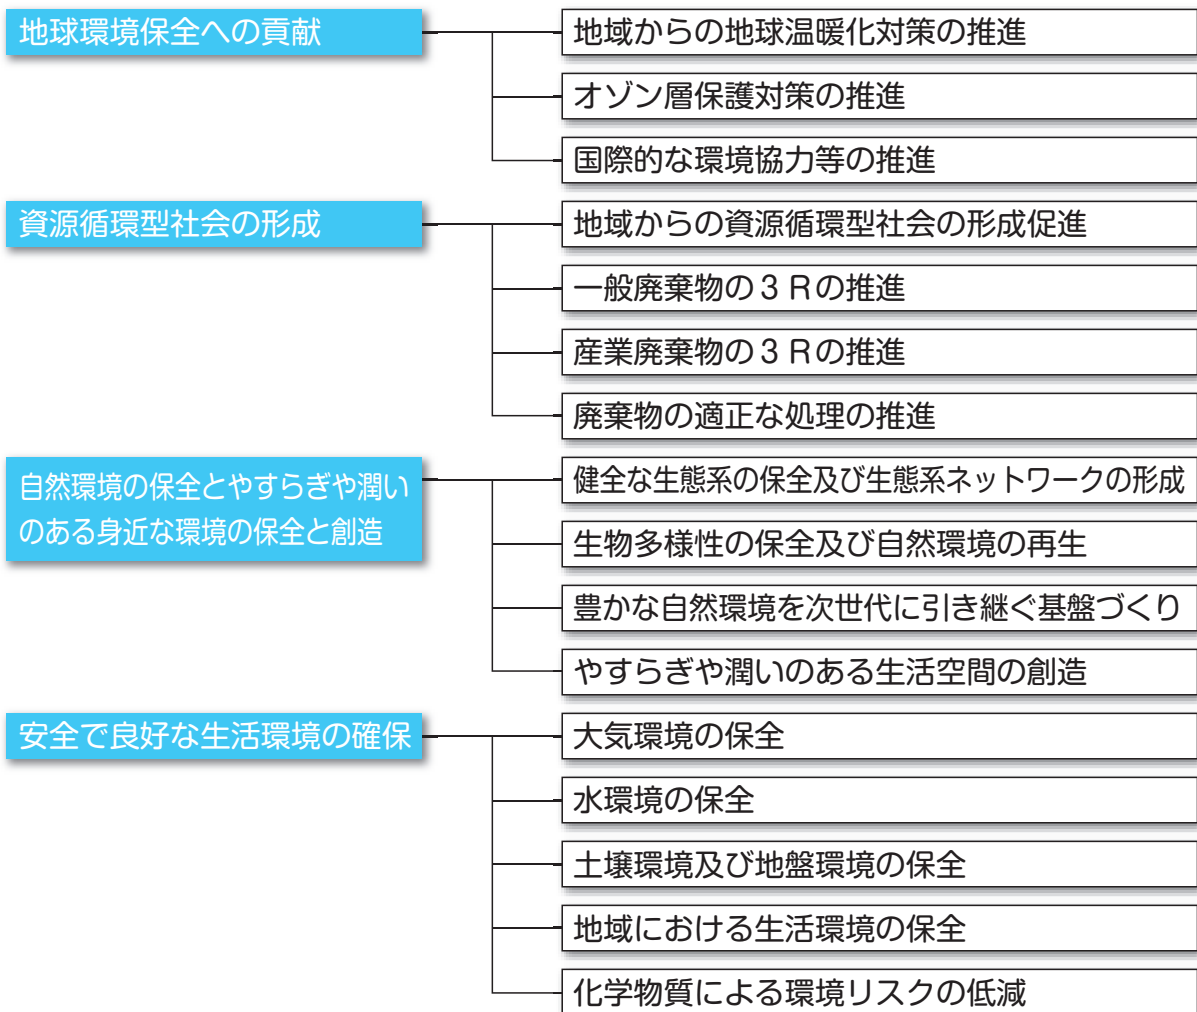 地球環境保全への貢献
地域からの地球温暖化対策の推進
オゾン層保護対策の推進
国際的な環境協力等の推進
資源循環型社会の形成
地域からの資源循環型社会の形成促進
一般廃棄物の３Ｒの推進
産業廃棄物の３Ｒの推進
廃棄物の適正な処理の推進
自然環境の保全とやすらぎや潤い
のある身近な環境の保全と創造
健全な生態系の保全及び生態系ネットワークの形成
生物多様性の保全及び自然環境の再生
豊かな自然環境を次世代に引き継ぐ基盤づくり
やすらぎや潤いのある生活空間の創造
安全で良好な生活環境の確保
大気環境の保全
水環境の保全
土壌環境及び地盤環境の保全
地域における生活環境の保全
化学物質による環境リスクの低減